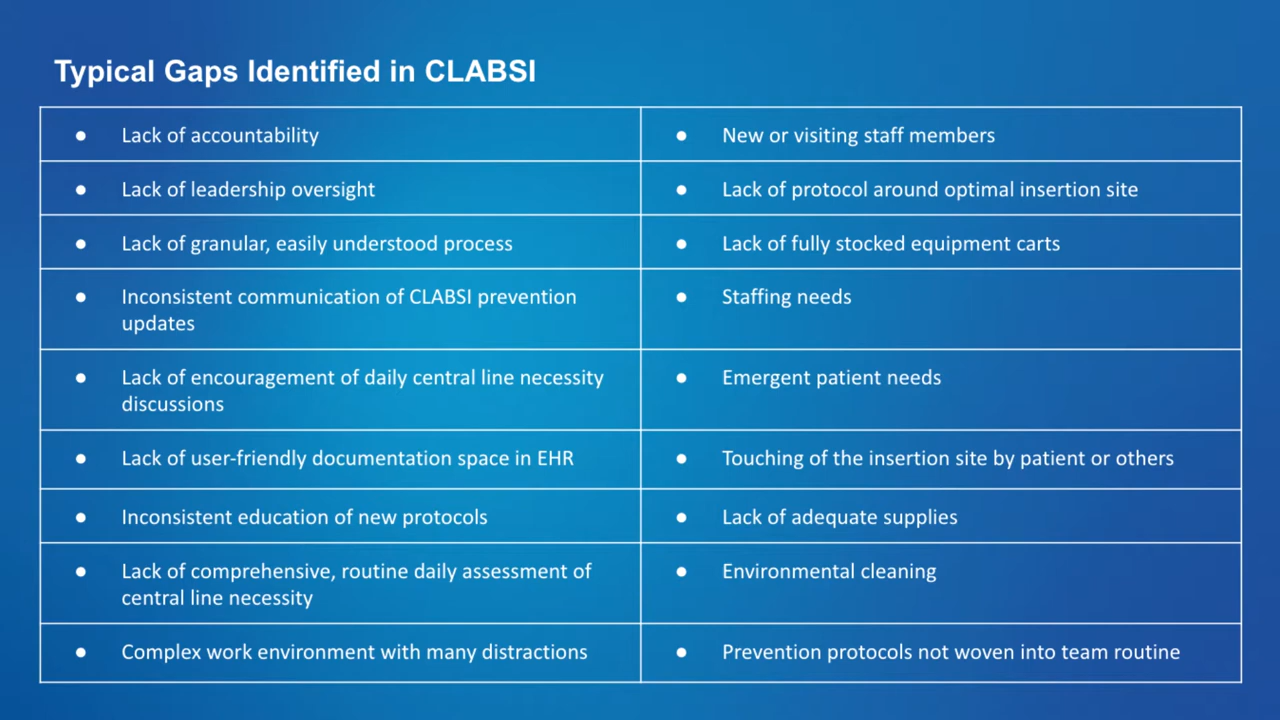 Typical Gaps Identified in CLABSI
● Lack of accountability
● New or visiting staff members
● Lack of leadership oversight
● Lack of protocol around optimal insertion site
● Lack of granular, easily understood process
● Lack of fully stocked equipment carts
● Inconsistent communication of CLABSI prevention
updates
● Staffing needs
● Lack of encouragement of daily central line necessity
discussions
● Emergent patient needs
● Lack of user-friendly documentation space in EHR
● Touching of the insertion site by patient or others
● Inconsistent education of new protocols
● Lack of adequate supplies
● Lack of comprehensive, routine daily assessment of
central line necessity
● Environmental cleaning
● Complex work environment with many distractions
● Prevention protocols not woven into team routine